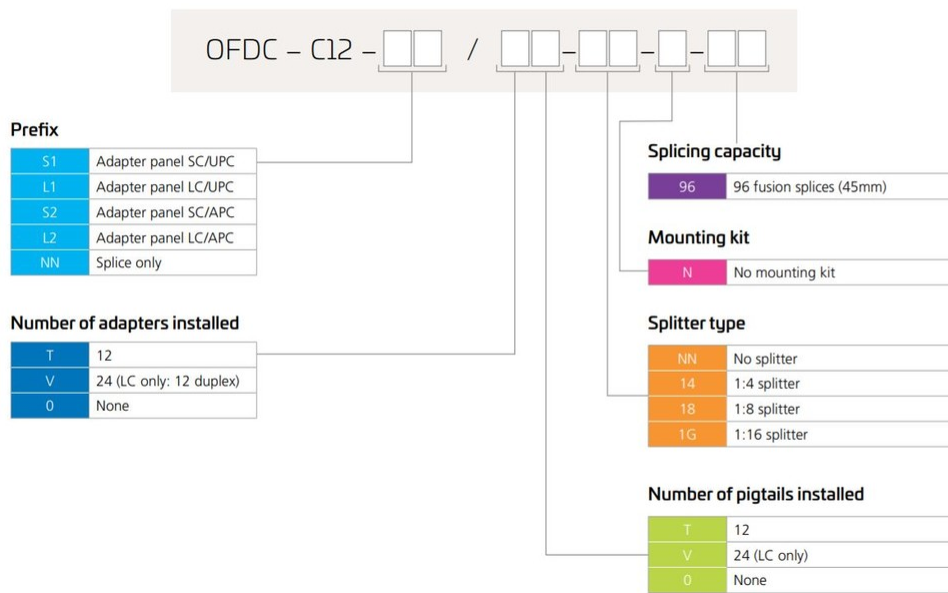 OFDC – C12 – /  –  –  –
Prefix
S1 Adapter panel SC/UPC
L1 Adapter panel LC/UPC
S2 Adapter panel SC/APC
L2 Adapter panel LC/APC
NN Splice only
Number of adapters installed
T 12
V 24 (LC only: 12 duplex)
0 None
Splicing capacity
96 96 fusion splices (45mm)
Mounting kit
N No mounting kit
Splitter type
NN No splitter
14 1:4 splitter
18 1:8 splitter
1G 1:16 splitter
Number of pigtails installed
T 12
V 24 (LC only)
0 None